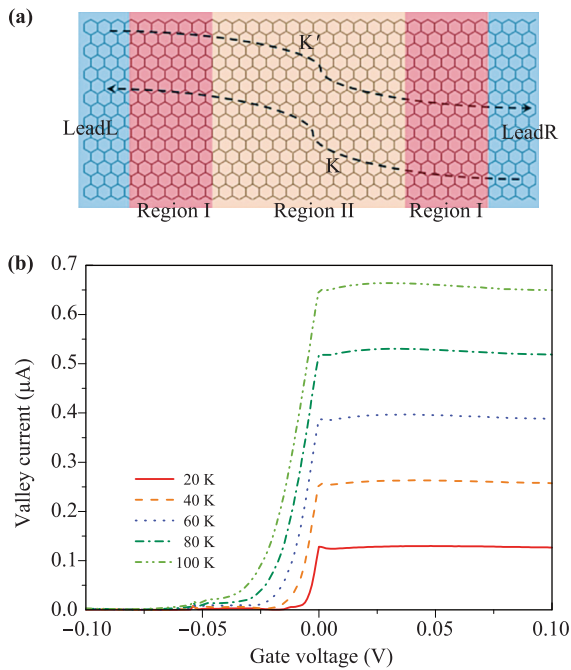 (a)
K′
LeadL
LeadR
K
Region I
Region II
Region I
(b)
0.7
0.6
0.5
0.4
0.3
0.2
0.1
0.0
Valley current (μA)
20 K
40 K
60 K
80 K
100 K
−0.10
−0.05
0.00
0.05
0.10
Gate voltage (V)